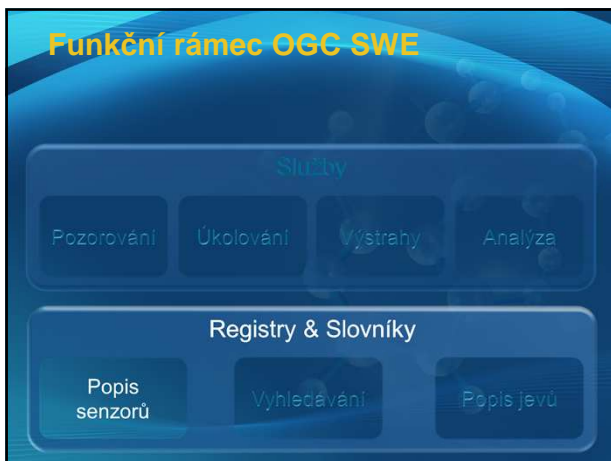 Funkční rámec OGC SWE
Služby
Pozorování Úkolování Výstrahy Analýza
Registry & Slovníky
Popis
senzorů
Vyhledávání
Popis jevů